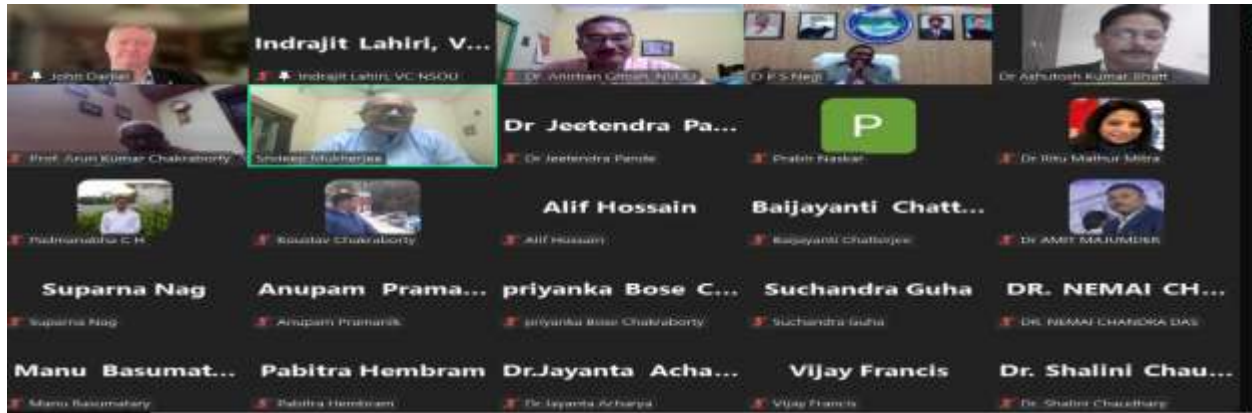 John Daniel
Indrajit Lahiri, V...
Indrajit Lahiri, VC NSOU
Dr. Anirban Ghosh, NSOU
O P S Negi
Dr Ashutosh Kumar Bhatt
Prof. Arun Kumar Chakraborty
Srideep Mukherjee
Dr Jeetendra Pa...
Dr Jeetendra Pande
P
Prabir Naskar
Dr Ritu Mathur Mitra
Padmanabha C H
Koustav Chakraborty
Alif Hossain
Alif Hossain
Baijayanti Chatt...
Baijayanti Chatterjee
Dr AMIT MAJUMDER
Suparna Nag
Suparna Nag
Anupam Prama...
Anupam Pramanik
priyanka Bose C...
priyanka Bose Chakraborty
Suchandra Guha
Suchandra Guha
DR. NEMAI CH...
DR. NEMAI CHANDRA DAS
Manu Basumat...
Manu Basumatary
Pabitra Hembram
Pabitra Hembram
Dr.Jayanta Acha...
Dr.Jayanta Acharya
Vijay Francis
Vijay Francis
Dr. Shalini Chau...
Dr. Shalini Chaudhary